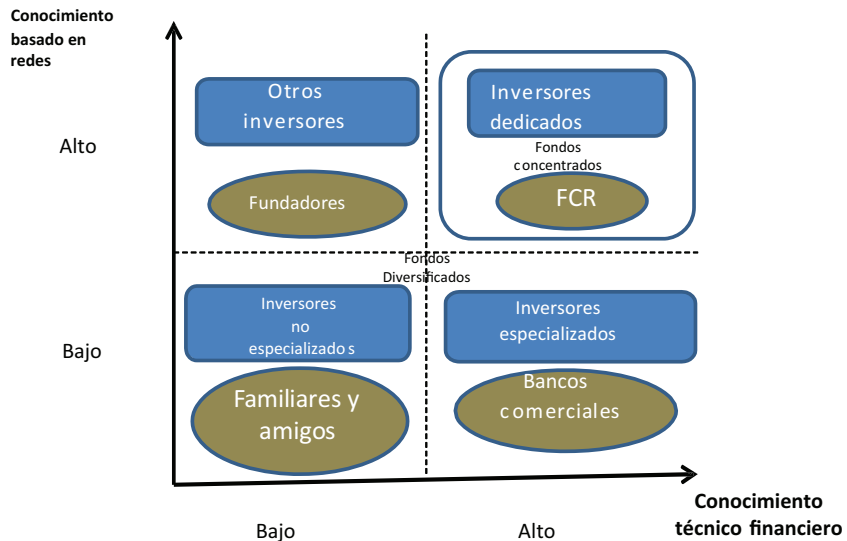 Conocimiento
basado en
redes
Alto
Otros
inversores
Fundadores
Inversores
dedicados
Fondos
concentrados
FCR
Fondos
Diversificados
Bajo
Inversores
no
especializados
Familiares y
amigos
Inversores
especializados
Bancos
comerciales
Bajo
Alto
Conocimiento
técnico financiero